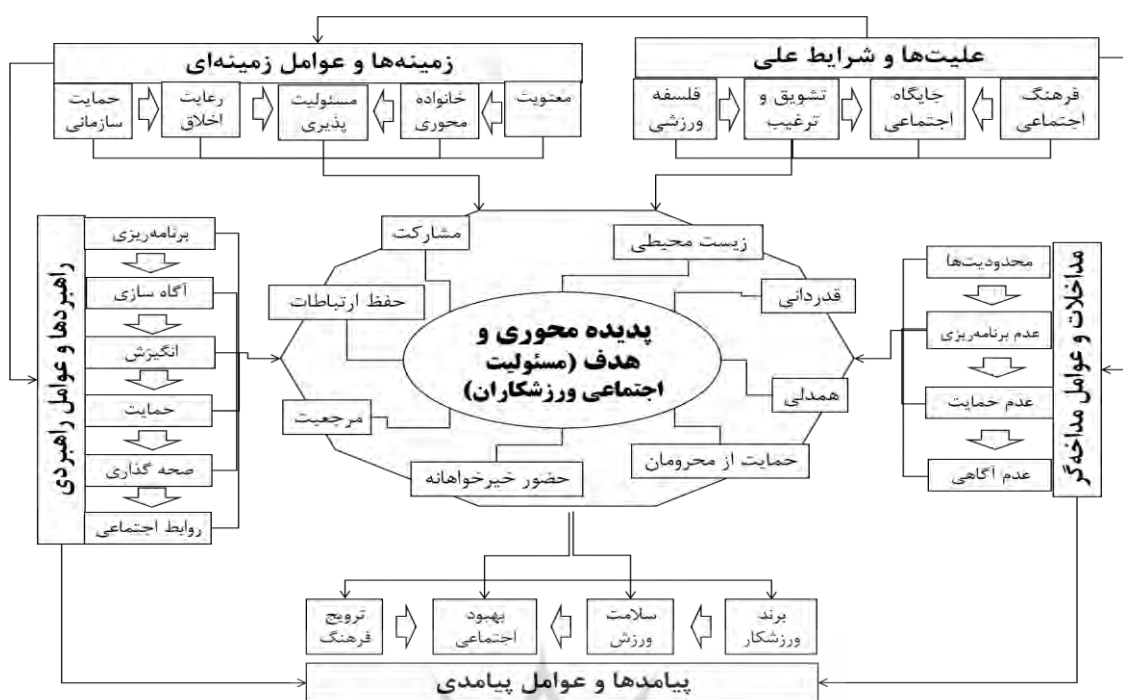 علیت‌ها و شرایط علی
فرهنگ
اجتماعی
جایگاه
اجتماعی
تشویق و
ترغیب
فلسفه
ورزشی
زمینه‌ها و عوامل زمینه‌ای
معنویت
خانواده
محوری
مسئولیت
پذیری
رعایت
اخلاق
حمایت
سازمانی
مداخلات و عوامل مداخه‌گر
محدودیت‌ها
عدم برنامه‌ریزی
عدم حمایت
عدم آگاهی
زیست محیطی
قدردانی
همدلی
حمایت از محرومان
حضور خیرخواهانه
مرجعیت
حفظ ارتباطات
مشارکت
پدیده محوری و
هدف (مسئولیت
اجتماعی ورزشکاران)
راهبردها و عوامل راهبردی
برنامه‌ریزی
آگاه سازی
انگیزش
حمایت
صحه گذاری
روابط اجتماعی
برند
ورزشکار
سلامت
ورزش
بهبود
اجتماعی
ترویج
فرهنگ
پیامدها و عوامل پیامدی